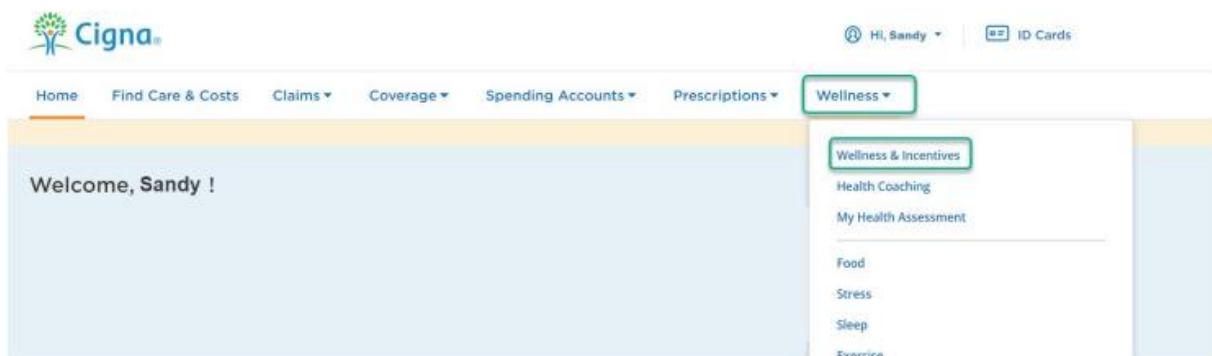 Cigna®
Hi, Sandy
ID Cards
Home Find Care & Costs Claims Coverage Spending Accounts Prescriptions Wellness
Wellness & Incentives
Welcome, Sandy !
Health Coaching
My Health Assessment
Food
Stress
Sleep
Exercise